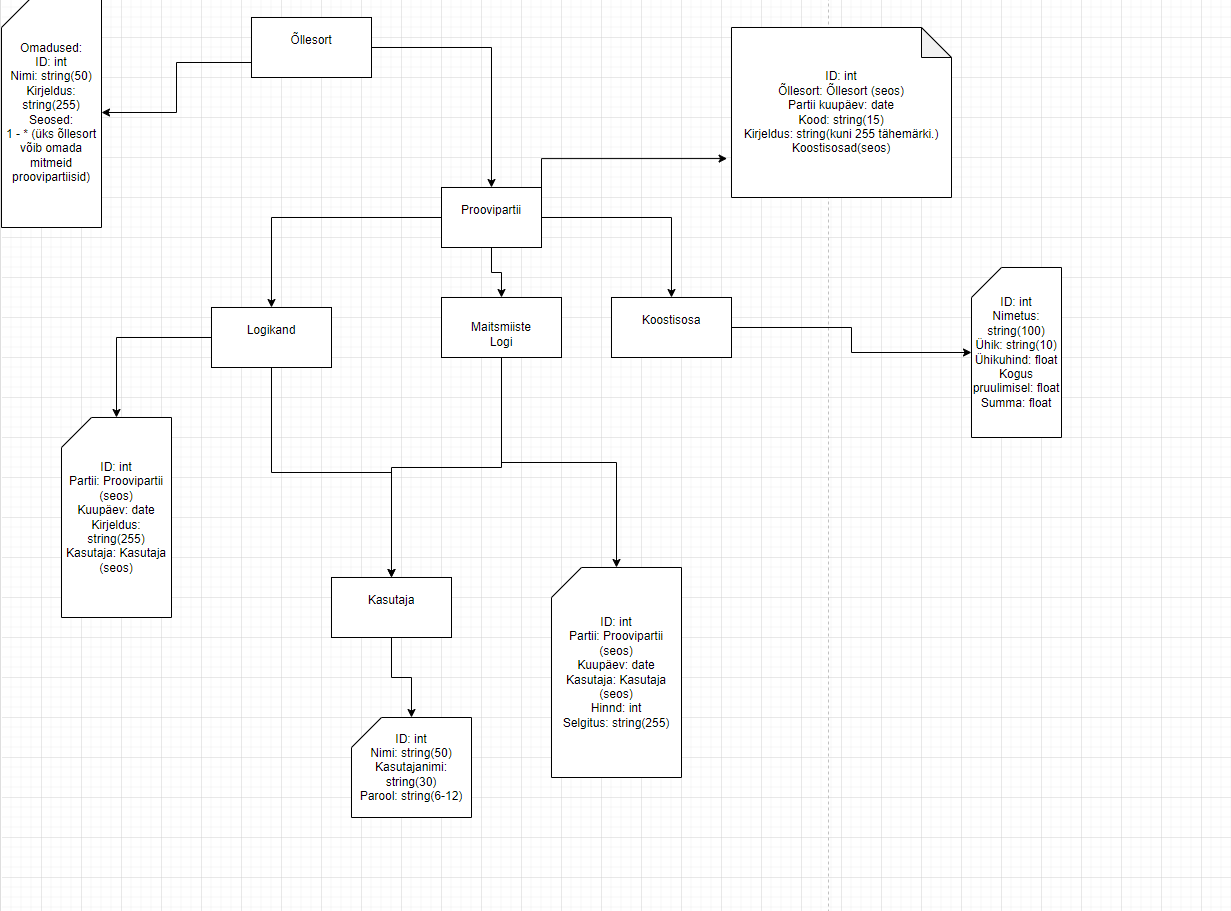 Omadused:
ID: int
Nimi: string(50)
Kirjeldus:
string(255)
Seosed:
1 - * (üks õllesort
võib omada
mitmeid
proovipartiisid)
Õllesort
ID: int
Õllesort: Õllesort (seos)
Partii kuupäev: date
Kood: string(15)
Kirjeldus: string(kuni 255 tähemärki.)
Koostisosad(seos)
Proovipartii
Logikand
Maitsmiiste
Logi
Koostisosa
ID: int
Nimetus:
string(100)
Ühik: string(10)
Ühikuhind: float
Kogus
pruulimisel: float
Summa: float
ID: int
Partii: Proovipartii
(seos)
Kuupäev: date
Kirjeldus:
string(255)
Kasutaja: Kasutaja
(seos)
Kasutaja
ID: int
Partii: Proovipartii
(seos)
Kuupäev: date
Kasutaja: Kasutaja
(seos)
Hinnd: int
Selgitus: string(255)
ID: int
Nimi: string(50)
Kasutajanimi:
string(30)
Parool: string(6-12)